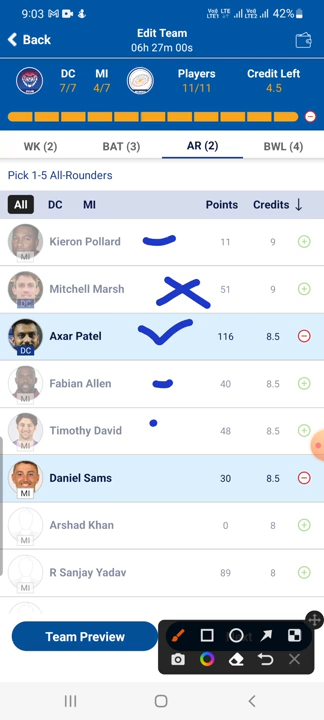 9:03 42%
Edit Team
Back
06h 27m 00s
DC MI Players Credit Left
7/7 4/7 11/11 4.5
WK (2) BAT (3) AR (2) BWL (4)
Pick 1-5 All-Rounders
All DC MI Points Credits ↓
Kieron Pollard 11 9
MI
Mitchell Marsh 51 9
DC
Axar Patel 116 8.5
DC
Fabian Allen 40 8.5
MI
Timothy David 48 8.5
MI
Daniel Sams 30 8.5
MI
Arshad Khan 0 8
MI
R Sanjay Yadav 89 8
MI
Team Preview